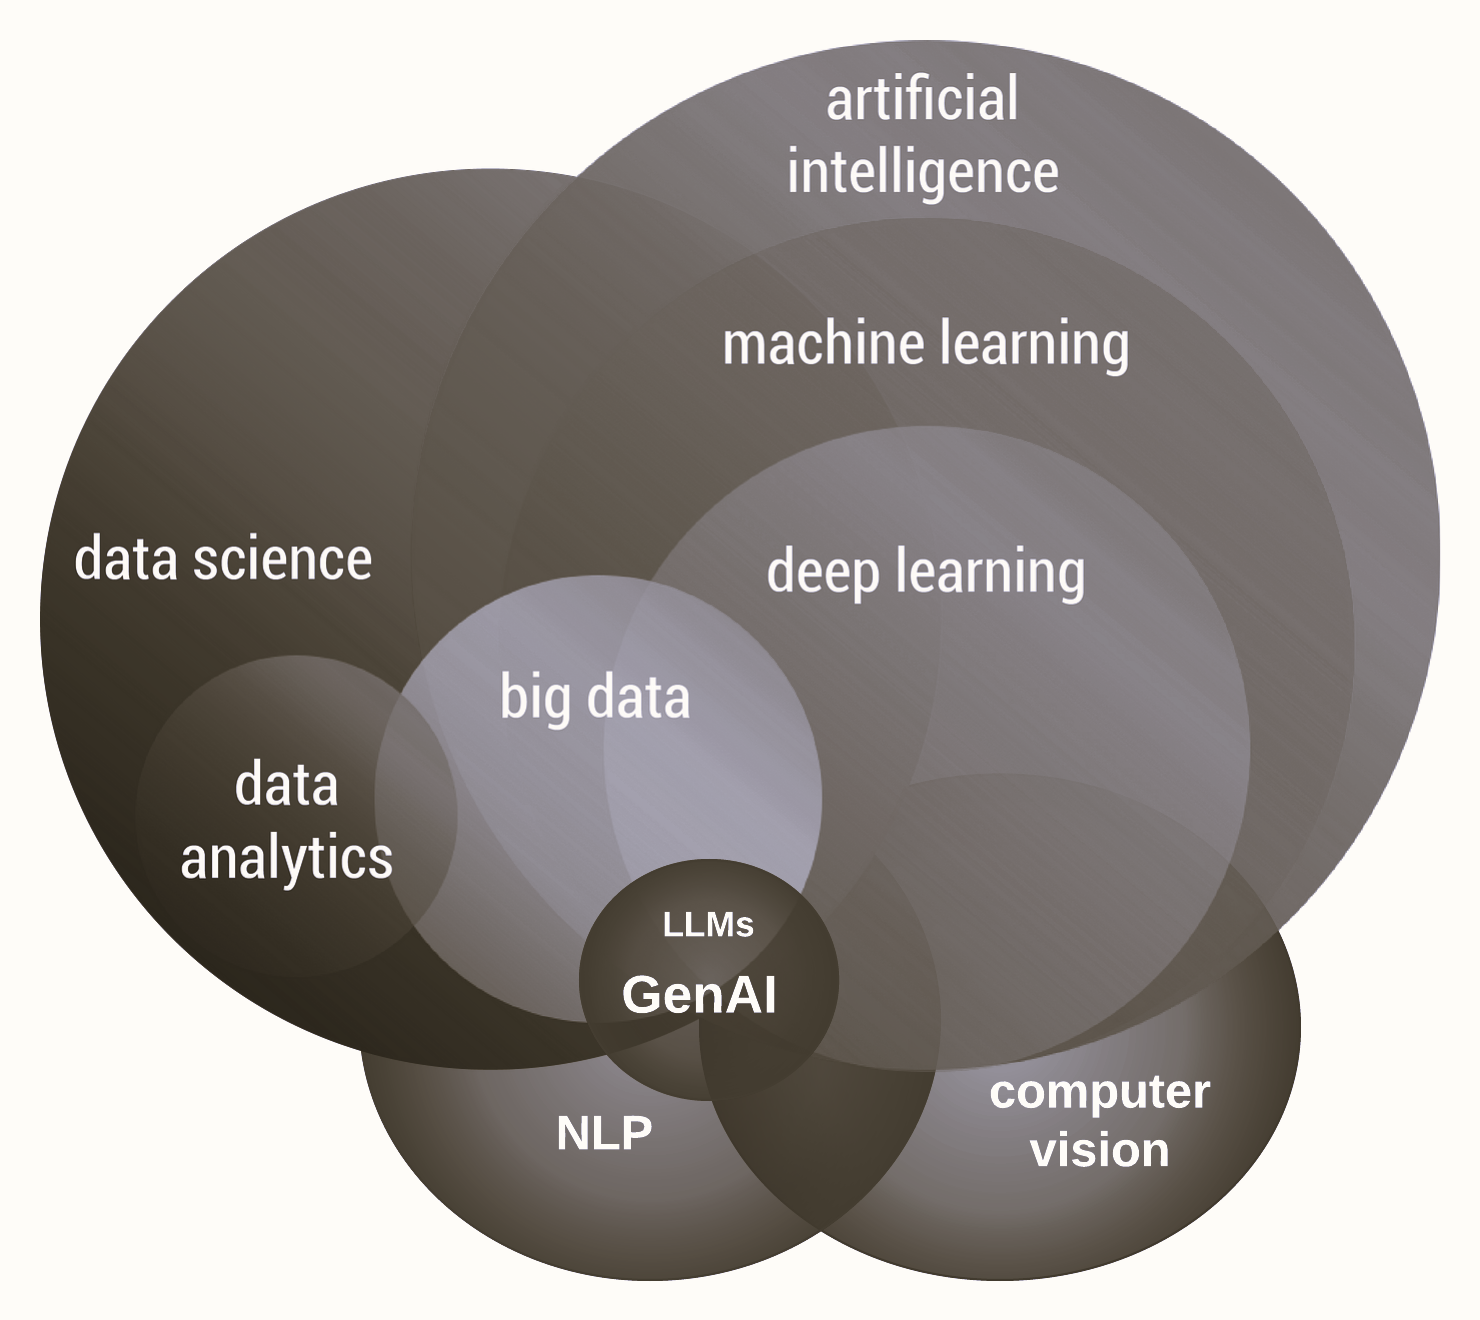 artificial
intelligence
machine learning
data science
deep learning
big data
data
analytics
LLMs
GenAI
NLP
computer
vision